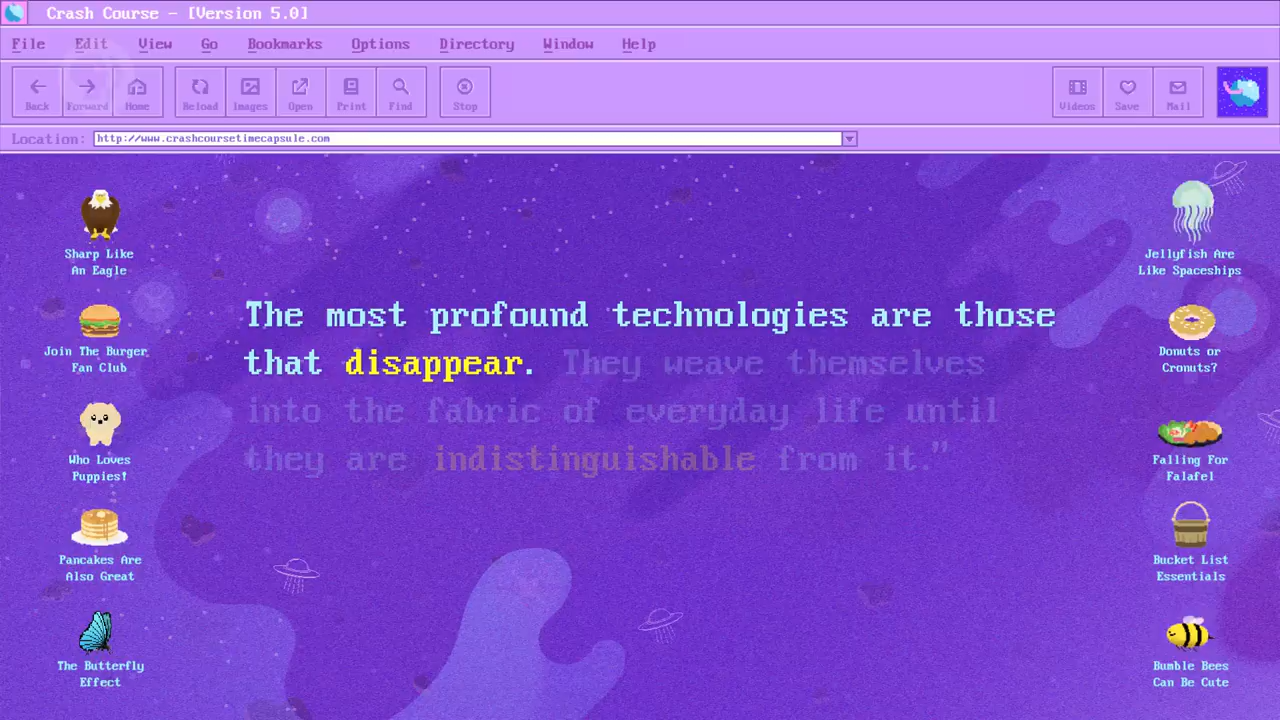 Crash Course - [Version 5.0]
File Edit View Go Bookmarks Options Directory Window Help
Back Forward Home Reload Images Open Print Find Stop Videos Save Mail
Location: http://www.crashcoursetimecapsule.com
Sharp Like
An Eagle
Join The Burger
Fan Club
Who Loves
Puppies!
Pancakes Are
Also Great
The Butterfly
Effect
The most profound technologies are those
that disappear. They weave themselves
into the fabric of everyday life until
they are indistinguishable from it."
Jellyfish Are
Like Spaceships
Donuts or
Cronuts?
Falling For
Falafel
Bucket List
Essentials
Bumble Bees
Can Be Cute